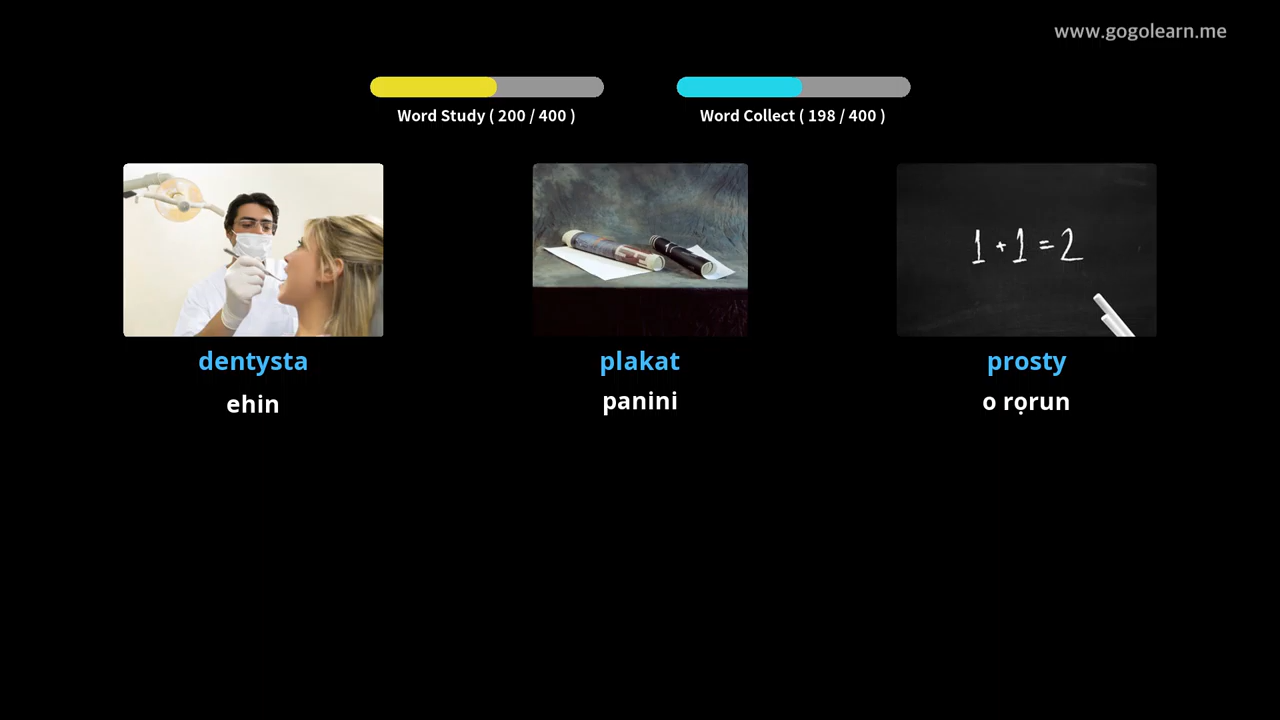 www.gogolearn.me
Word Study ( 200 / 400 )
Word Collect ( 198 / 400 )
1 + 1 = 2
dentysta
plakat
prosty
ehin
panini
o rọrun